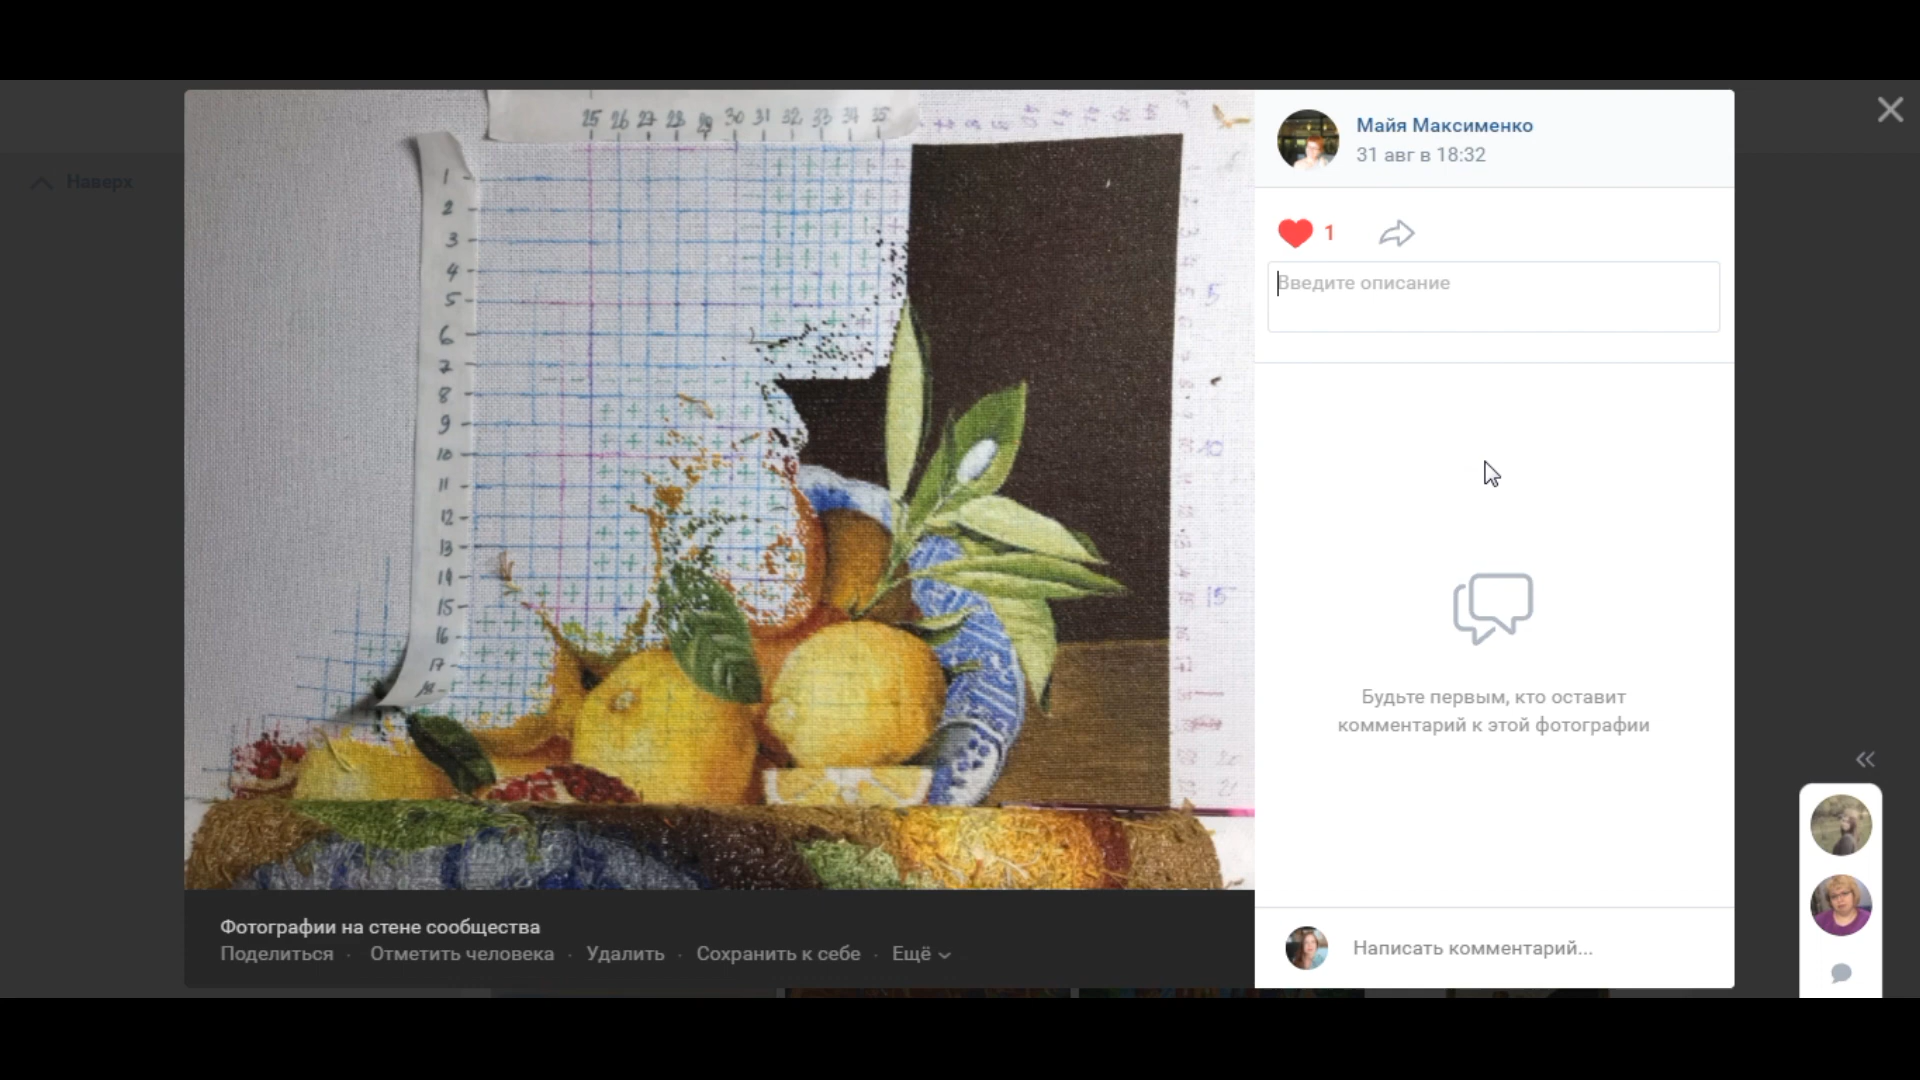 Наверх
25 26 27 28 29 30 31 32 33 34 35
1
2
3
4
5
6
7
8
9
10
11
12
13
14
15
16
17
18
5
10
15
Майя Максименко
31 авг в 18:32
1
Введите описание
Будьте первым, кто оставит
комментарий к этой фотографии
Написать комментарий...
Фотографии на стене сообщества
Поделиться · Отметить человека · Удалить · Сохранить к себе · Ещё